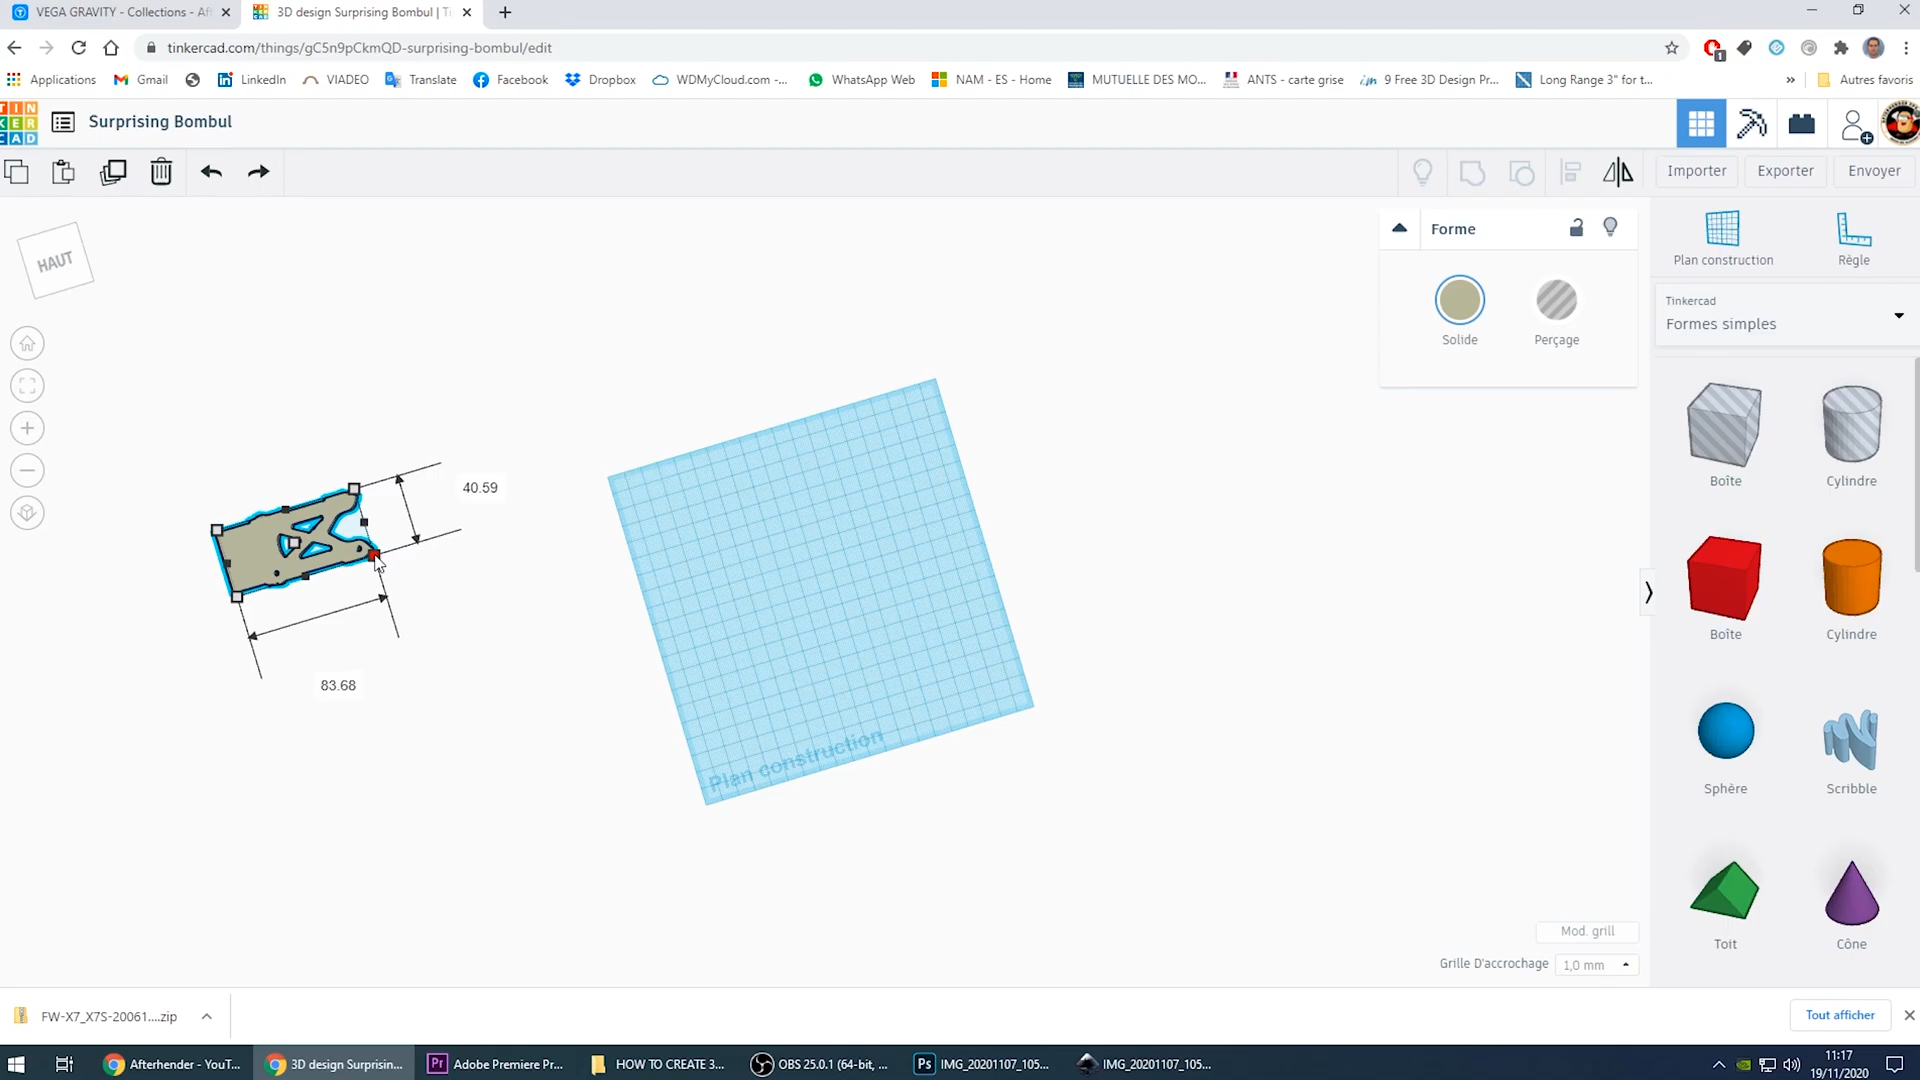 VEGA GRAVITY - Collections - Aft
3D design Surprising Bombul | Ti
tinkercad.com/things/gC5n9pCkmQD-surprising-bombul/edit
1
Applications
Gmail
LinkedIn
VIADEO
Translate
Facebook
Dropbox
WDMyCloud.com -...
WhatsApp Web
NAM - ES - Home
MUTUELLE DES MO...
ANTS - carte grise
9 Free 3D Design Pr...
Long Range 3" for t...
»
Autres favoris
TIN
KER
CAD
Surprising Bombul
Importer
Exporter
Envoyer
HAUT
Forme
Solide
Perçage
Plan construction
Règle
Tinkercad
Formes simples
Boîte
Cylindre
Boîte
Cylindre
Sphère
Scribble
Toit
Cône
40.59
83.68
Plan construction
Mod. grill
Grille D'accrochage
1,0 mm
FW-X7_X7S-20061....zip
Tout afficher
Afterhender - YouT...
3D design Surprisin...
Pr
Adobe Premiere Pr...
HOW TO CREATE 3...
OBS 25.0.1 (64-bit, ...
Ps
IMG_20201107_105...
IMG_20201107_105...
11:17
19/11/2020